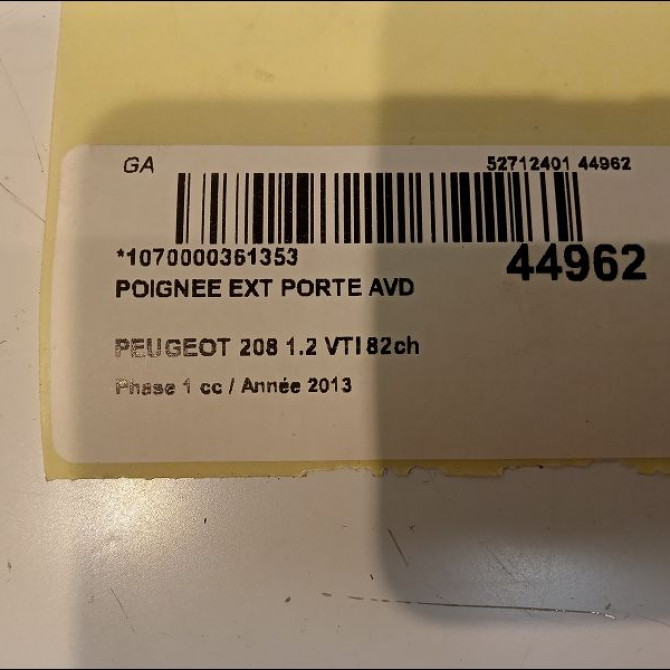 GA 52712401 44962
*1070000361353 44962
POIGNEE EXT PORTE AVD
PEUGEOT 208 1.2 VTI 82ch
Phase 1 cc / Année 2013